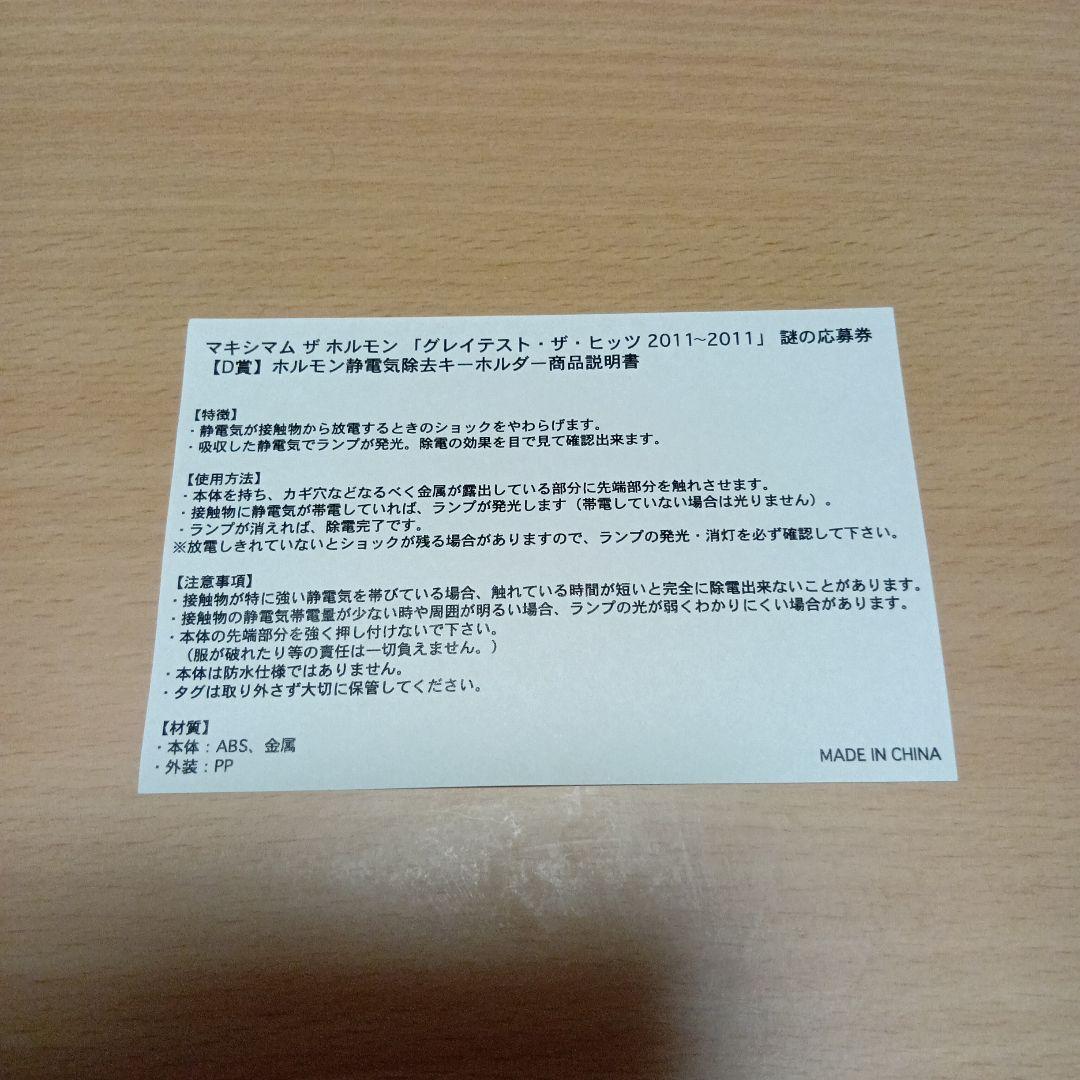 マキシマム ザ ホルモン 「グレイテスト・ザ・ヒッツ 2011~2011」 謎の応募券
【D賞】ホルモン静電気除去キーホルダー商品説明書
【特徴】
・静電気が接触物から放電するときのショックをやわらげます。
・吸収した静電気でランプが発光。除電の効果を目で見て確認出来ます。
【使用方法】
・本体を持ち、カギ穴などなるべく金属が露出している部分に先端部分を触れさせます。
・接触物に静電気が帯電していれば、ランプが発光します（帯電していない場合は光りません）。
・ランプが消えれば、除電完了です。
※放電しきれていないとショックが残る場合がありますので、ランプの発光・消灯を必ず確認して下さい。
【注意事項】
・接触物が特に強い静電気を帯びている場合、触れている時間が短いと完全に除電出来ないことがあります。
・接触物の静電気帯電量が少ない時や周囲が明るい場合、ランプの光が弱くわかりにくい場合があります。
・本体の先端部分を強く押し付けないで下さい。
（服が破れたり等の責任は一切負えません。）
・本体は防水仕様ではありません。
・タグは取り外さず大切に保管してください。
【材質】
・本体：ABS、金属
・外装：PP
MADE IN CHINA